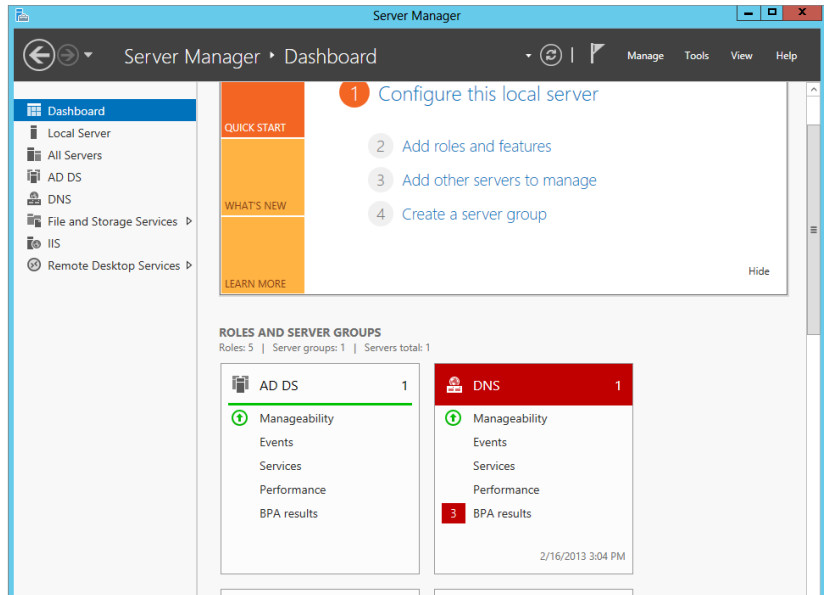 Server Manager
Server Manager ‣ Dashboard
Manage Tools View Help
Dashboard
Local Server
All Servers
AD DS
DNS
File and Storage Services
IIS
Remote Desktop Services
QUICK START
WHAT'S NEW
LEARN MORE
1 Configure this local server
2 Add roles and features
3 Add other servers to manage
4 Create a server group
Hide
ROLES AND SERVER GROUPS
Roles: 5 | Server groups: 1 | Servers total: 1
AD DS 1
Manageability
Events
Services
Performance
BPA results
DNS 1
Manageability
Events
Services
Performance
3 BPA results
2/16/2013 3:04 PM